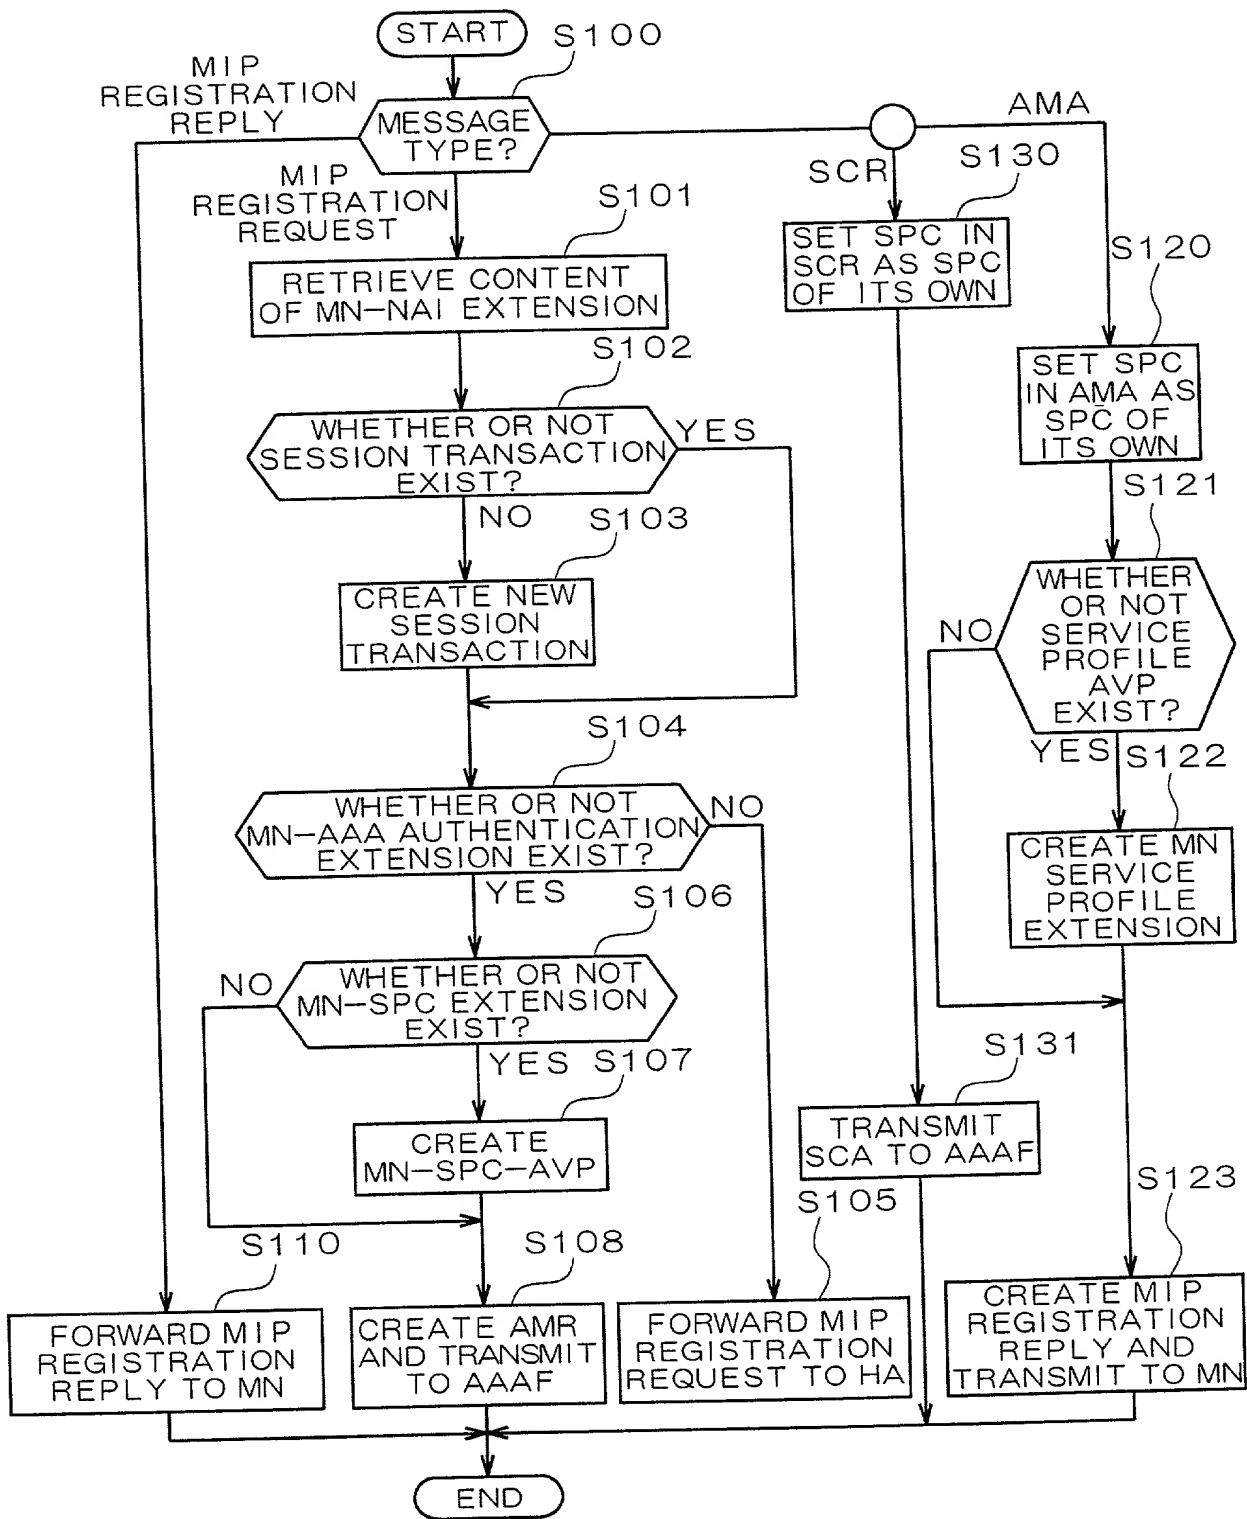 START
S100
MIP
REGISTRATION
REPLY
MESSAGE
TYPE?
AMA
SCR
S130
MIP
REGISTRATION
REQUEST
S101
SET SPC IN
SCR AS SPC
OF ITS OWN
S120
RETRIEVE CONTENT
OF MN-NAI EXTENSION
S102
SET SPC
IN AMA AS
SPC OF
ITS OWN
WHETHER OR NOT
SESSION TRANSACTION
EXIST?
YES
NO
S103
S121
CREATE NEW
SESSION
TRANSACTION
WHETHER
OR NOT
SERVICE
PROFILE
AVP
EXIST?
NO
YES
S122
S104
WHETHER OR NOT
MN-AAA AUTHENTICATION
EXTENSION EXIST?
NO
YES
CREATE MN
SERVICE
PROFILE
EXTENSION
S106
WHETHER OR NOT
MN-SPC EXTENSION
EXIST?
NO
YES
S107
S131
CREATE
MN-SPC-AVP
TRANSMIT
SCA TO AAAF
S110
S108
S105
S123
FORWARD MIP
REGISTRATION
REPLY TO MN
CREATE AMR
AND TRANSMIT
TO AAAF
FORWARD MIP
REGISTRATION
REQUEST TO HA
CREATE MIP
REGISTRATION
REPLY AND
TRANSMIT TO MN
END